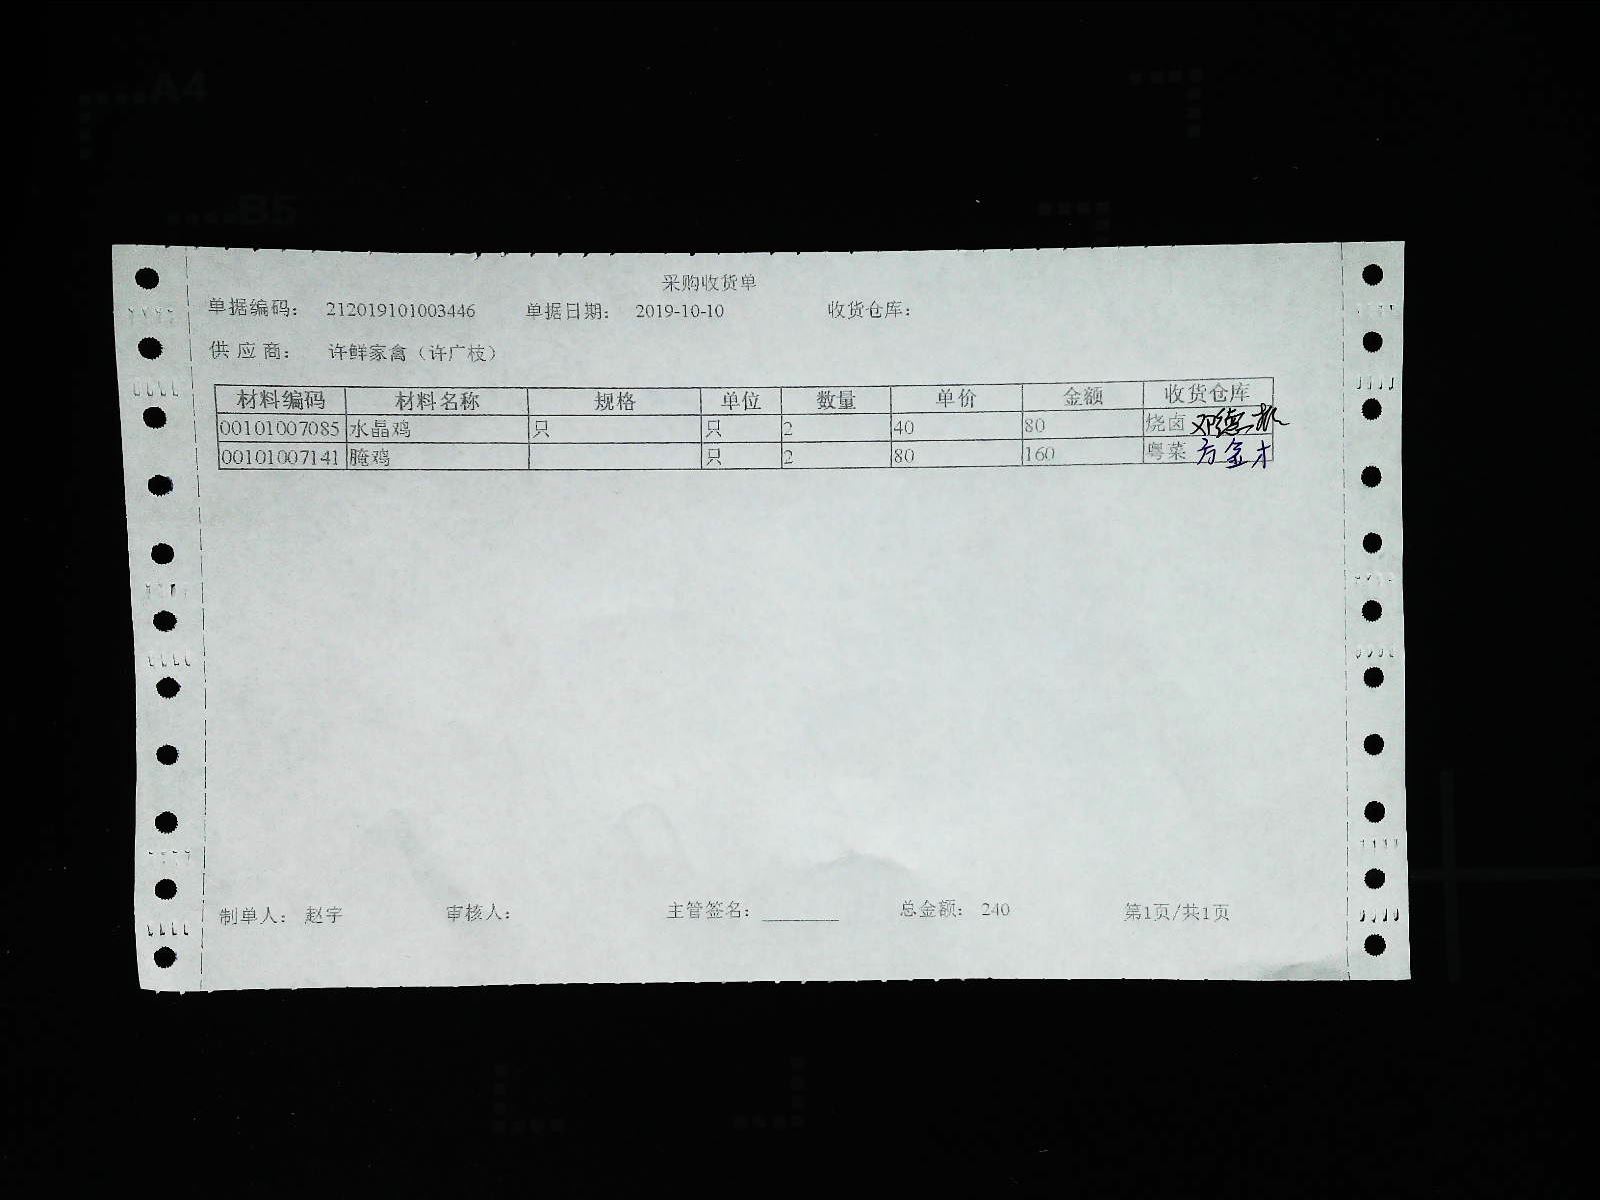 A4
B5
采购收货单
单据编码： 212019101003446 单据日期： 2019-10-10 收货仓库：
供 应 商： 许鲜家禽（许广枝）
材料编码 材料名称 规格 单位 数量 单价 金额 收货仓库
00101007085 水晶鸡 只 只 2 40 80 烧卤
00101007141 腌鸡 只 2 80 160 粤菜 方金才
制单人： 赵宇 审核人： 主管签名： 总金额： 240 第1页/共1页